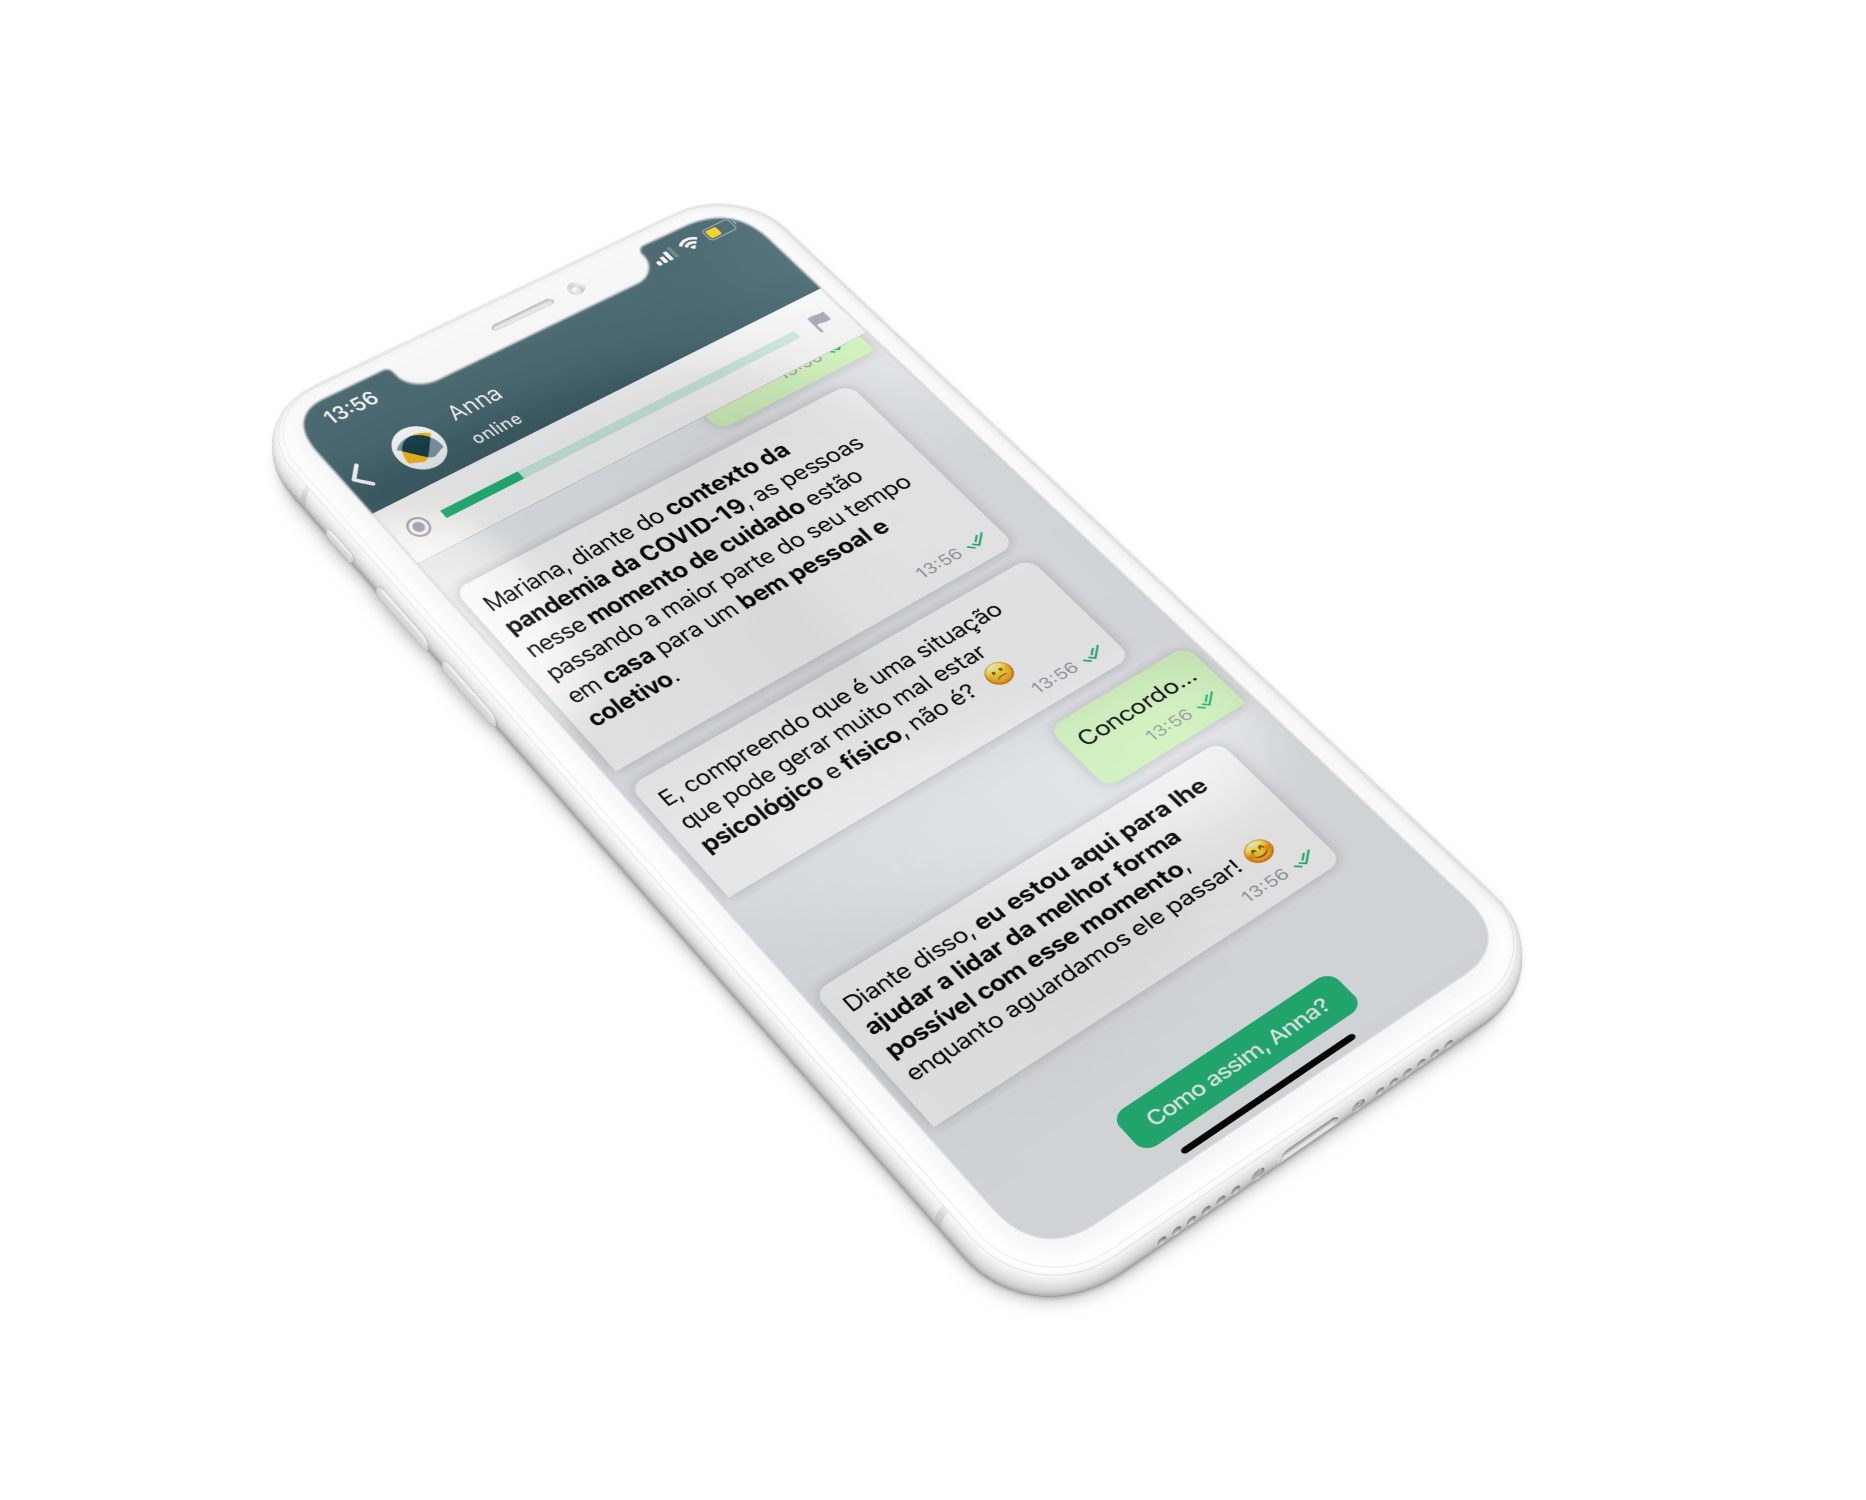 13:56
Anna
online
Mariana, diante do contexto da
pandemia da COVID-19, as pessoas
nesse momento de cuidado estão
passando a maior parte do seu tempo
em casa para um bem pessoal e
coletivo.
13:56
E, compreendo que é uma situação
que pode gerar muito mal estar
psicológico e físico, não é? 😕
13:56
Concordo...
13:56
Diante disso, eu estou aqui para lhe
ajudar a lidar da melhor forma
possível com esse momento,
enquanto aguardamos ele passar! 😊
13:56
Como assim, Anna?